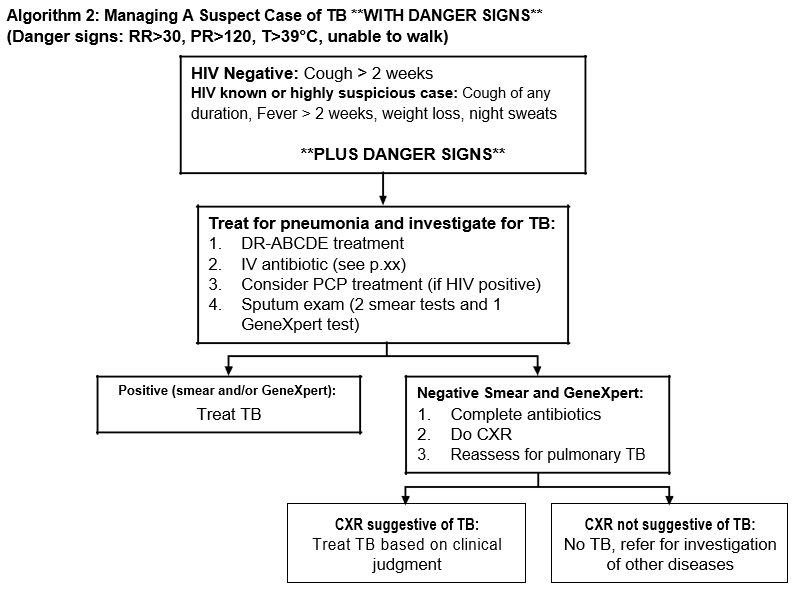 Algorithm 2: Managing A Suspect Case of TB **WITH DANGER SIGNS**
(Danger signs: RR>30, PR>120, T>39°C, unable to walk)
HIV Negative: Cough > 2 weeks
HIV known or highly suspicious case: Cough of any
duration, Fever > 2 weeks, weight loss, night sweats
**PLUS DANGER SIGNS**
Treat for pneumonia and investigate for TB:
1. DR-ABCDE treatment
2. IV antibiotic (see p.xx)
3. Consider PCP treatment (if HIV positive)
4. Sputum exam (2 smear tests and 1
GeneXpert test)
Positive (smear and/or GeneXpert):
Treat TB
Negative Smear and GeneXpert:
1. Complete antibiotics
2. Do CXR
3. Reassess for pulmonary TB
CXR suggestive of TB:
Treat TB based on clinical
judgment
CXR not suggestive of TB:
No TB, refer for investigation
of other diseases